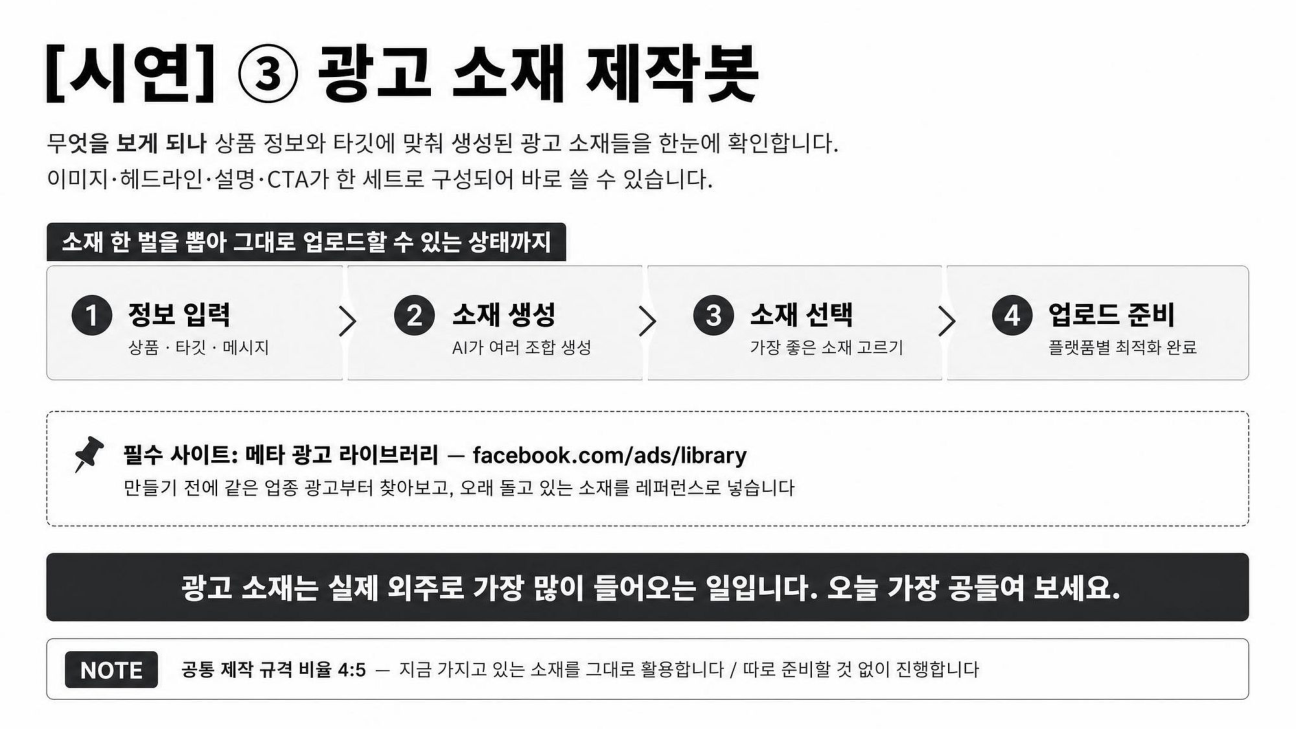 [시연] ③ 광고 소재 제작봇
무엇을 보게 되나 상품 정보와 타깃에 맞춰 생성된 광고 소재들을 한눈에 확인합니다.
이미지·헤드라인·설명·CTA가 한 세트로 구성되어 바로 쓸 수 있습니다.
소재 한 벌을 뽑아 그대로 업로드할 수 있는 상태까지
1 정보 입력
상품 · 타깃 · 메시지
2 소재 생성
AI가 여러 조합 생성
3 소재 선택
가장 좋은 소재 고르기
4 업로드 준비
플랫폼별 최적화 완료
필수 사이트: 메타 광고 라이브러리 — facebook.com/ads/library
만들기 전에 같은 업종 광고부터 찾아보고, 오래 돌고 있는 소재를 레퍼런스로 넣습니다
광고 소재는 실제 외주로 가장 많이 들어오는 일입니다. 오늘 가장 공들여 보세요.
NOTE 공통 제작 규격 비율 4:5 — 지금 가지고 있는 소재를 그대로 활용합니다 / 따로 준비할 것 없이 진행합니다